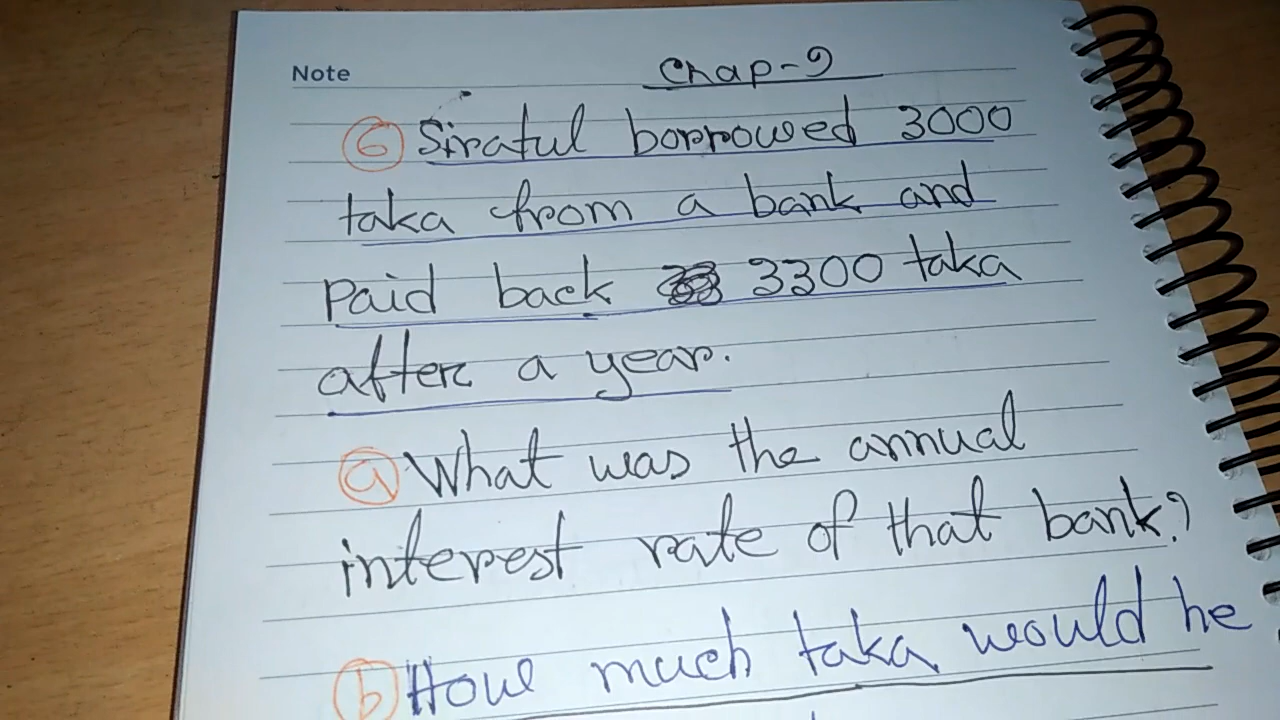 Note
Chap-9
6 Siratul borrowed 3000
taka from a bank and
paid back 3300 taka
after a year.
a What was the annual
interest rate of that bank?
b How much taka would he